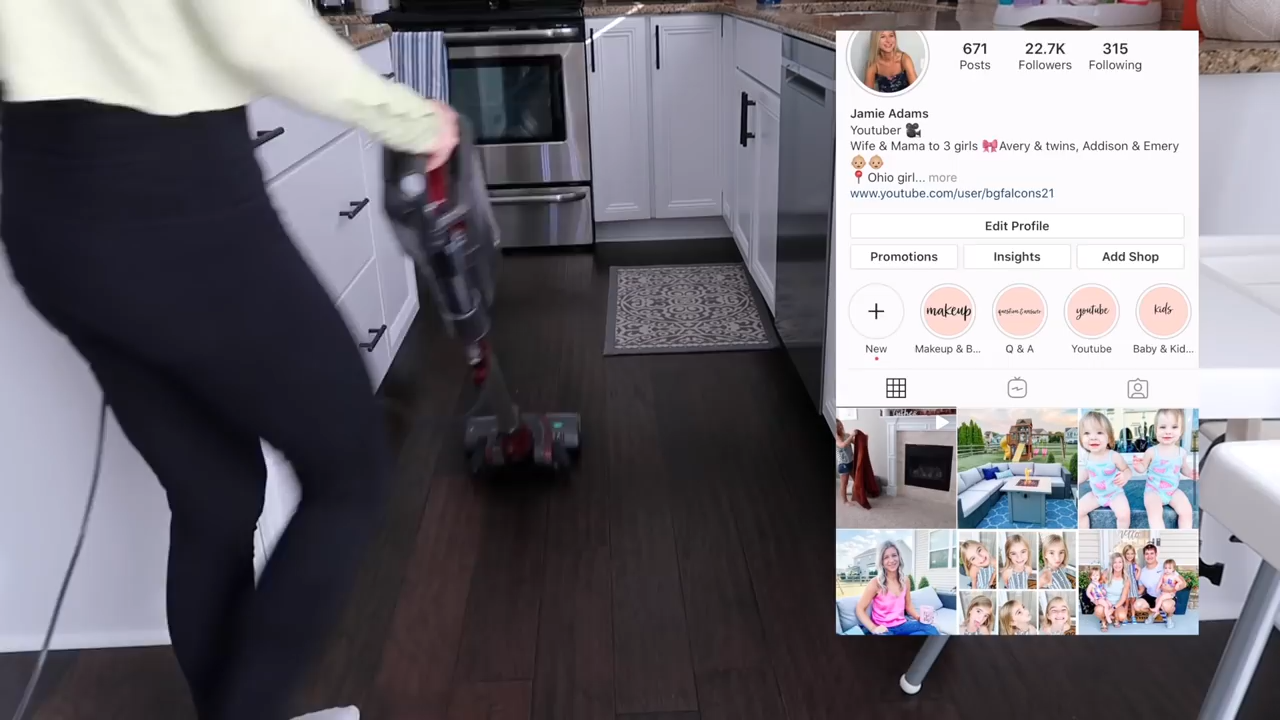 671 22.7K 315
Posts Followers Following
Jamie Adams
Youtuber
Wife & Mama to 3 girls Avery & twins, Addison & Emery
Ohio girl... more
www.youtube.com/user/bgfalcons21
Edit Profile
Promotions Insights Add Shop
makeup question & answer youtube kids
New Makeup & B... Q & A Youtube Baby & Kid...